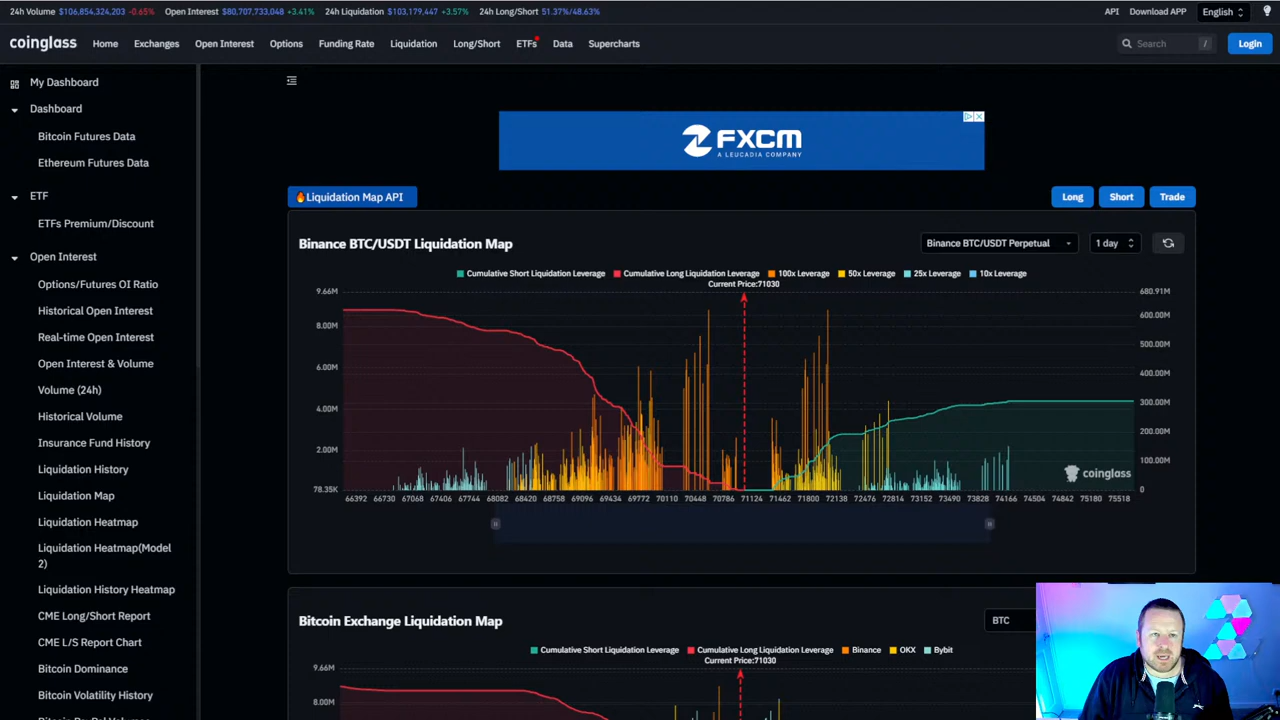 24h Volume $106,854,324,203 -0.65% Open Interest $80,707,733,048 +3.41% 24h Liquidation $103,179,447 +3.57% 24h Long/Short 51.37%/48.63% API Download APP English
coinglass Home Exchanges Open Interest Options Funding Rate Liquidation Long/Short ETFs Data Supercharts Search / Login
My Dashboard
Dashboard
Bitcoin Futures Data
Ethereum Futures Data
ETF
ETFs Premium/Discount
Open Interest
Options/Futures OI Ratio
Historical Open Interest
Real-time Open Interest
Open Interest & Volume
Volume (24h)
Historical Volume
Insurance Fund History
Liquidation History
Liquidation Map
Liquidation Heatmap
Liquidation Heatmap(Model
2)
Liquidation History Heatmap
CME Long/Short Report
CME L/S Report Chart
Bitcoin Dominance
Bitcoin Volatility History
FXCM
A LEUCADIA COMPANY
Liquidation Map API Long Short Trade
Binance BTC/USDT Liquidation Map Binance BTC/USDT Perpetual 1 day
Cumulative Short Liquidation Leverage Cumulative Long Liquidation Leverage 100x Leverage 50x Leverage 25x Leverage 10x Leverage
Current Price:71030
9.66M 680.91M
8.00M 600.00M
500.00M
6.00M 400.00M
4.00M 300.00M
200.00M
2.00M 100.00M
78.35K 0
coinglass
66392 66730 67068 67406 67744 68082 68420 68758 69096 69434 69772 70110 70448 70786 71124 71462 71800 72138 72476 72814 73152 73490 73828 74166 74504 74842 75180 75518
Bitcoin Exchange Liquidation Map BTC
Cumulative Short Liquidation Leverage Cumulative Long Liquidation Leverage Binance OKX Bybit
Current Price:71030
9.66M
8.00M